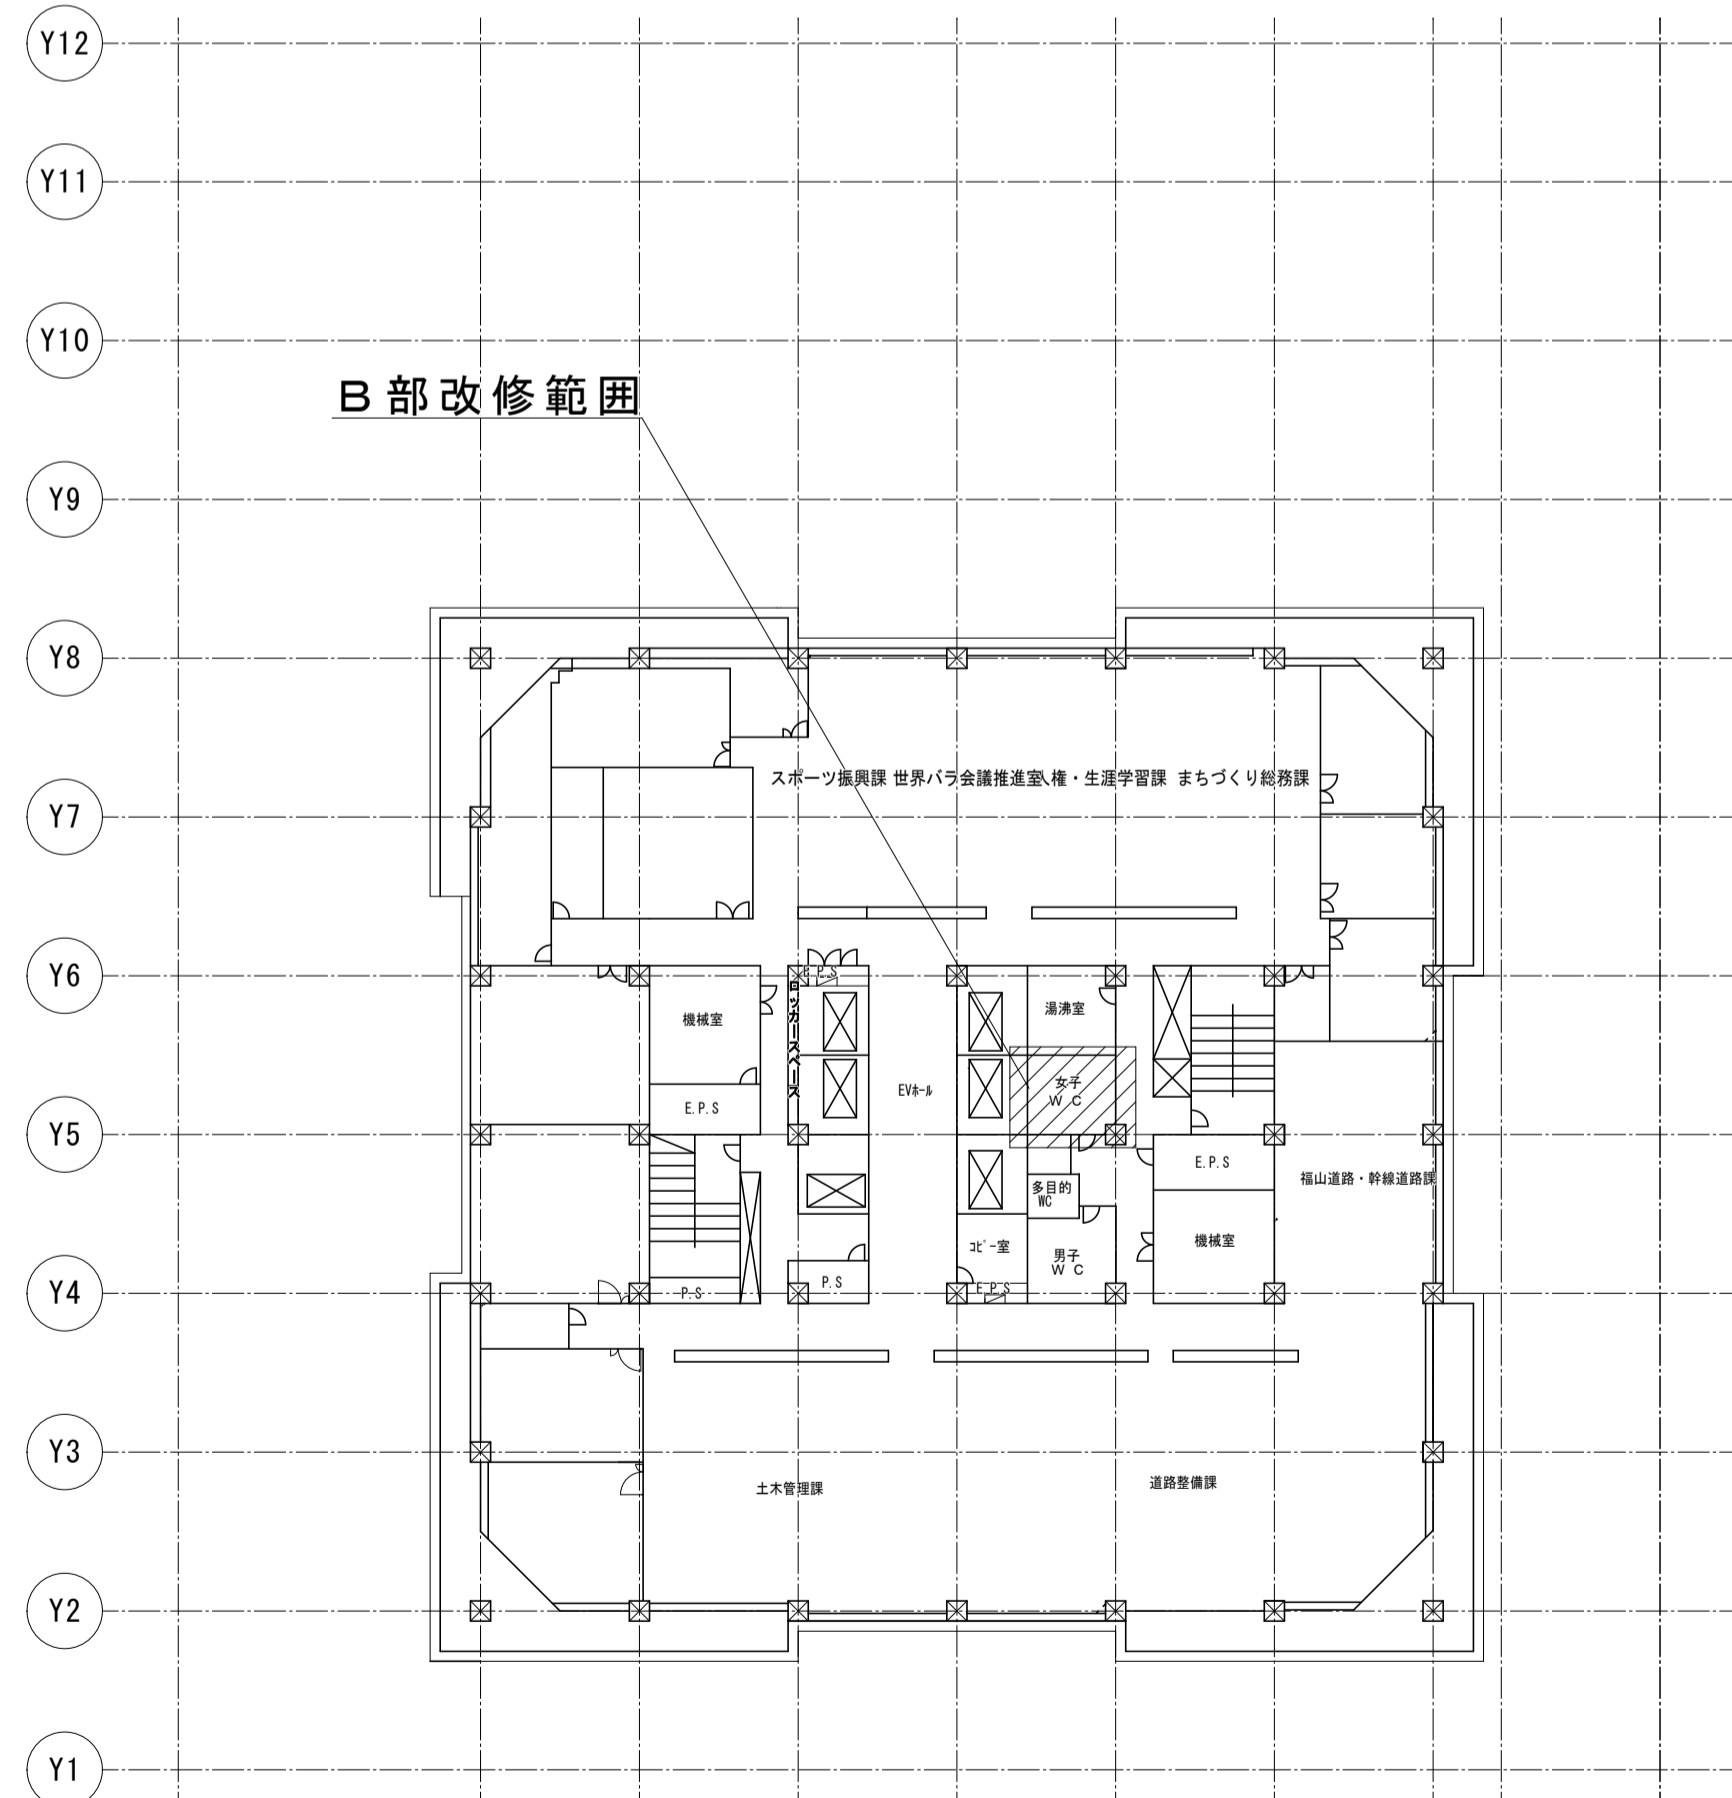 Y12
Y11
Y10
B部改修範囲
Y9
Y8
スポーツ振興課 世界バラ会議推進室人権・生涯学習課 まちづくり総務課
Y7
Y6
E.P.S
機械室
ロッカースペース
湯沸室
EVホール
女子
WC
E.P.S
Y5
E.P.S
福山道路・幹線道路課
多目的
WC
機械室
コピー室
男子
WC
Y4
P.S
P.S
E.P.S
Y3
土木管理課
道路整備課
Y2
Y1